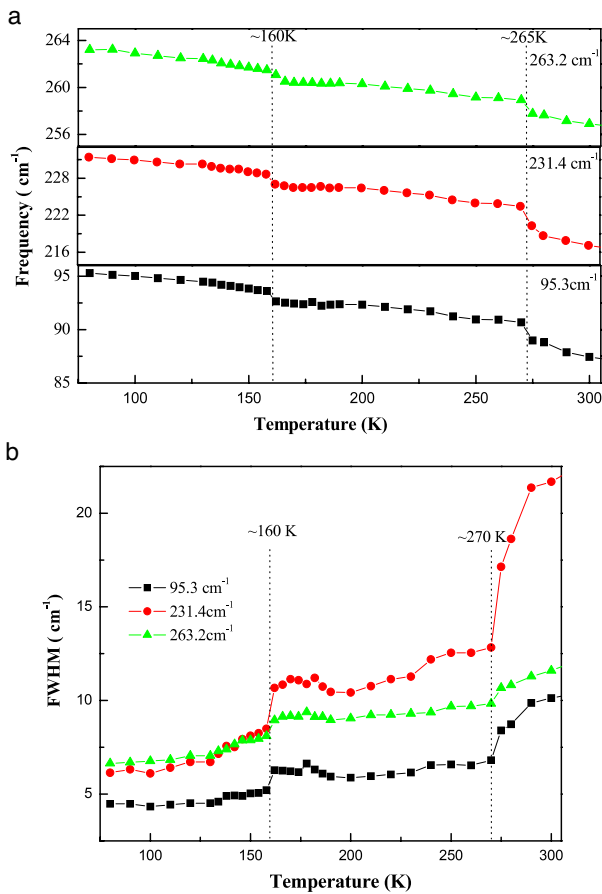 a
~160K
~265K
264
263.2 cm⁻¹
260
256
231.4 cm⁻¹
228
222
216
Frequency ( cm⁻¹)
95
95.3cm⁻¹
90
85
100
150
200
250
300
Temperature (K)
b
20
~160 K
~270 K
15
95.3 cm⁻¹
231.4cm⁻¹
263.2cm⁻¹
FWHM ( cm⁻¹)
10
5
100
150
200
250
300
Temperature (K)